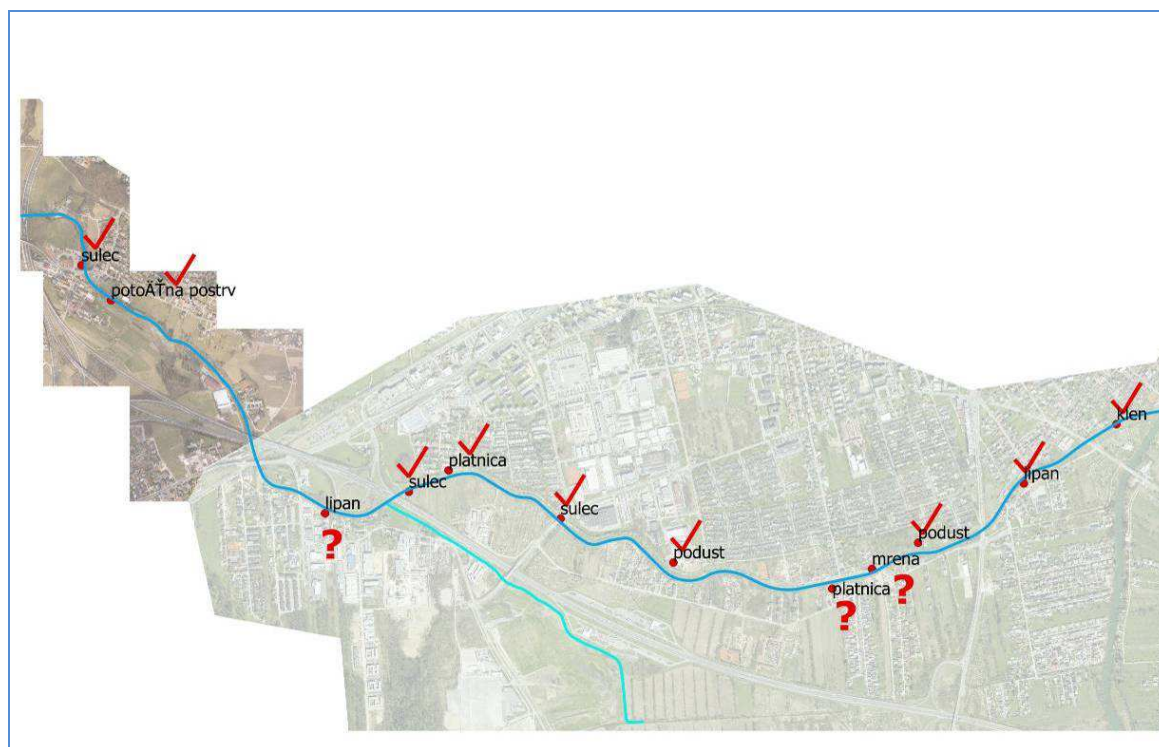 sulec
potoÄŤna postrv
klen
platnica
lipan
sulec
lipan
?
sulec
podust
podust
mrena
platnica
?
?